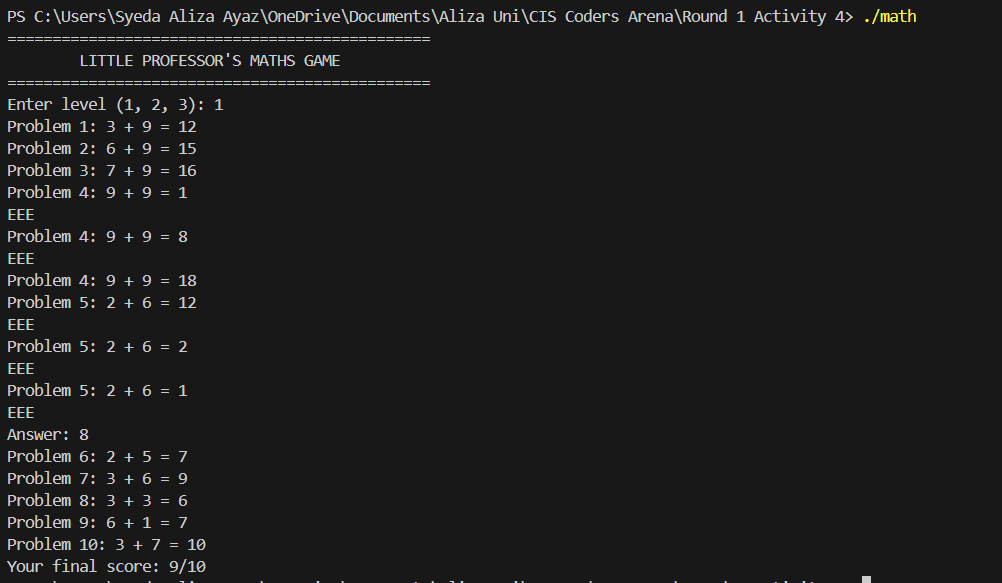 PS C:\Users\Syeda Aliza Ayaz\OneDrive\Documents\Aliza Uni\CIS Coders Arena\Round 1 Activity 4> ./math
===============================================
LITTLE PROFESSOR'S MATHS GAME
===============================================
Enter level (1, 2, 3): 1
Problem 1: 3 + 9 = 12
Problem 2: 6 + 9 = 15
Problem 3: 7 + 9 = 16
Problem 4: 9 + 9 = 1
EEE
Problem 4: 9 + 9 = 8
EEE
Problem 4: 9 + 9 = 18
Problem 5: 2 + 6 = 12
EEE
Problem 5: 2 + 6 = 2
EEE
Problem 5: 2 + 6 = 1
EEE
Answer: 8
Problem 6: 2 + 5 = 7
Problem 7: 3 + 6 = 9
Problem 8: 3 + 3 = 6
Problem 9: 6 + 1 = 7
Problem 10: 3 + 7 = 10
Your final score: 9/10